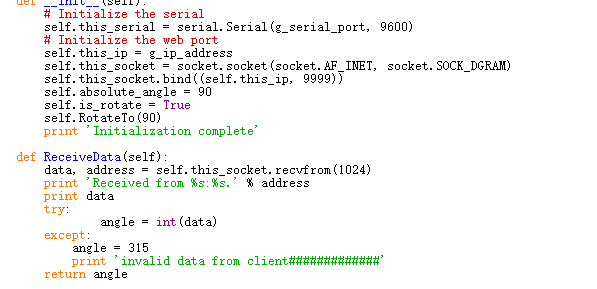 def __init__(self):
    # Initialize the serial
    self.this_serial = serial.Serial(g_serial_port, 9600)
    # Initialize the web port
    self.this_ip = g_ip_address
    self.this_socket = socket.socket(socket.AF_INET, socket.SOCK_DGRAM)
    self.this_socket.bind((self.this_ip, 9999))
    self.absolute_angle = 90
    self.is_rotate = True
    self.RotateTo(90)
    print 'Initialization complete'

def ReceiveData(self):
    data, address = self.this_socket.recvfrom(1024)
    print 'Received from %s:%s.' % address
    print data
    try:
            angle = int(data)
    except:
        angle = 315
        print 'invalid data from client#############'
    return angle